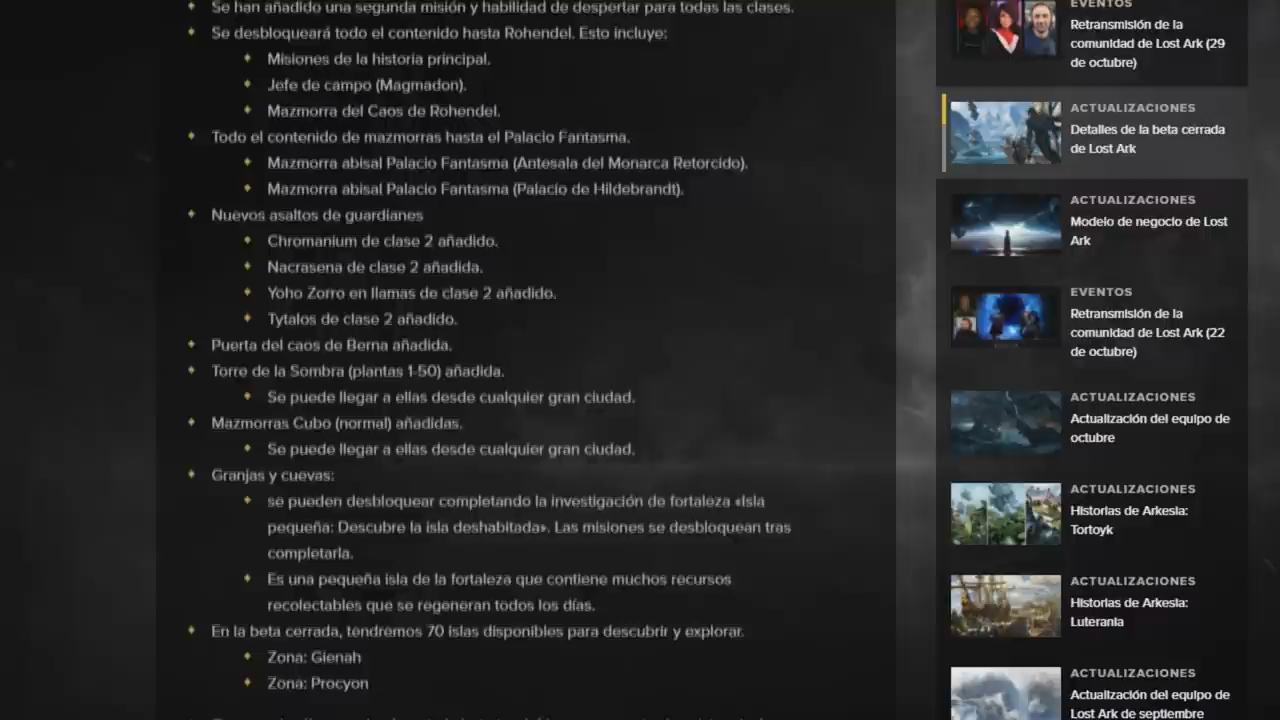 Se han añadido una segunda misión y habilidad de despertar para todas las clases.
Se desbloqueará todo el contenido hasta Rohendel. Esto incluye:
Misiones de la historia principal.
Jefe de campo (Magmadon).
Mazmorra del Caos de Rohendel.
Todo el contenido de mazmorras hasta el Palacio Fantasma.
Mazmorra abisal Palacio Fantasma (Antesala del Monarca Retorcido).
Mazmorra abisal Palacio Fantasma (Palacio de Hildebrandt).
Nuevos asaltos de guardianes
Chromanium de clase 2 añadido.
Nacrasena de clase 2 añadida.
Yoho Zorro en llamas de clase 2 añadido.
Tytalos de clase 2 añadido.
Puerta del caos de Berna añadida.
Torre de la Sombra (plantas 1-50) añadida.
Se puede llegar a ellas desde cualquier gran ciudad.
Mazmorras Cubo (normal) añadidas.
Se puede llegar a ellas desde cualquier gran ciudad.
Granjas y cuevas:
se pueden desbloquear completando la investigación de fortaleza «Isla
pequeña: Descubre la isla deshabitada». Las misiones se desbloquean tras
completarla.
Es una pequeña isla de la fortaleza que contiene muchos recursos
recolectables que se regeneran todos los días.
En la beta cerrada, tendremos 70 islas disponibles para descubrir y explorar.
Zona: Gienah
Zona: Procyon
EVENTOS
Retransmisión de la
comunidad de Lost Ark (29
de octubre)
ACTUALIZACIONES
Detalles de la beta cerrada
de Lost Ark
ACTUALIZACIONES
Modelo de negocio de Lost
Ark
EVENTOS
Retransmisión de la
comunidad de Lost Ark (22
de octubre)
ACTUALIZACIONES
Actualización del equipo de
octubre
ACTUALIZACIONES
Historias de Arkesia:
Tortoyk
ACTUALIZACIONES
Historias de Arkesia:
Luterania
ACTUALIZACIONES
Actualización del equipo de
Lost Ark de septiembre